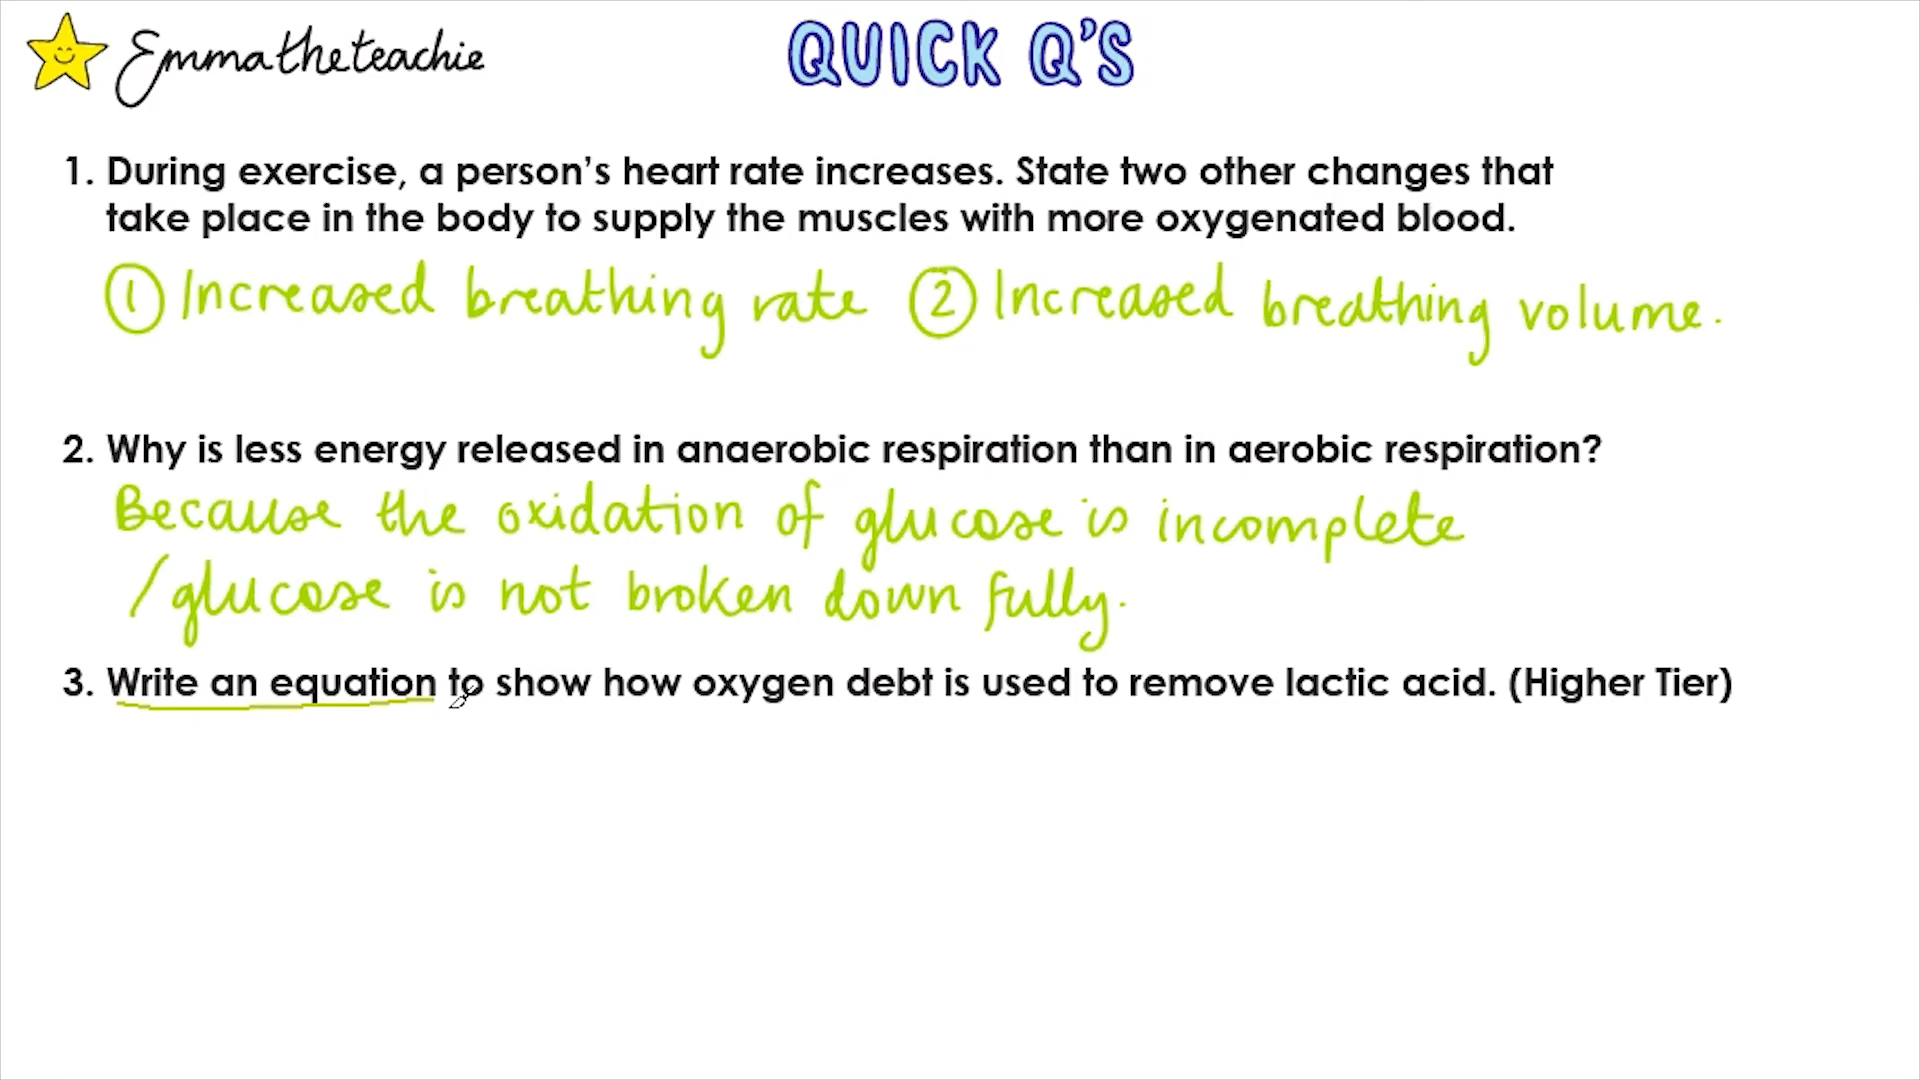 Emmatheteachie
QUICK Q'S
1. During exercise, a person's heart rate increases. State two other changes that
take place in the body to supply the muscles with more oxygenated blood.
① Increased breathing rate ② Increased breathing volume.
2. Why is less energy released in anaerobic respiration than in aerobic respiration?
Because the oxidation of glucose is incomplete
/glucose is not broken down fully.
3. Write an equation to show how oxygen debt is used to remove lactic acid. (Higher Tier)